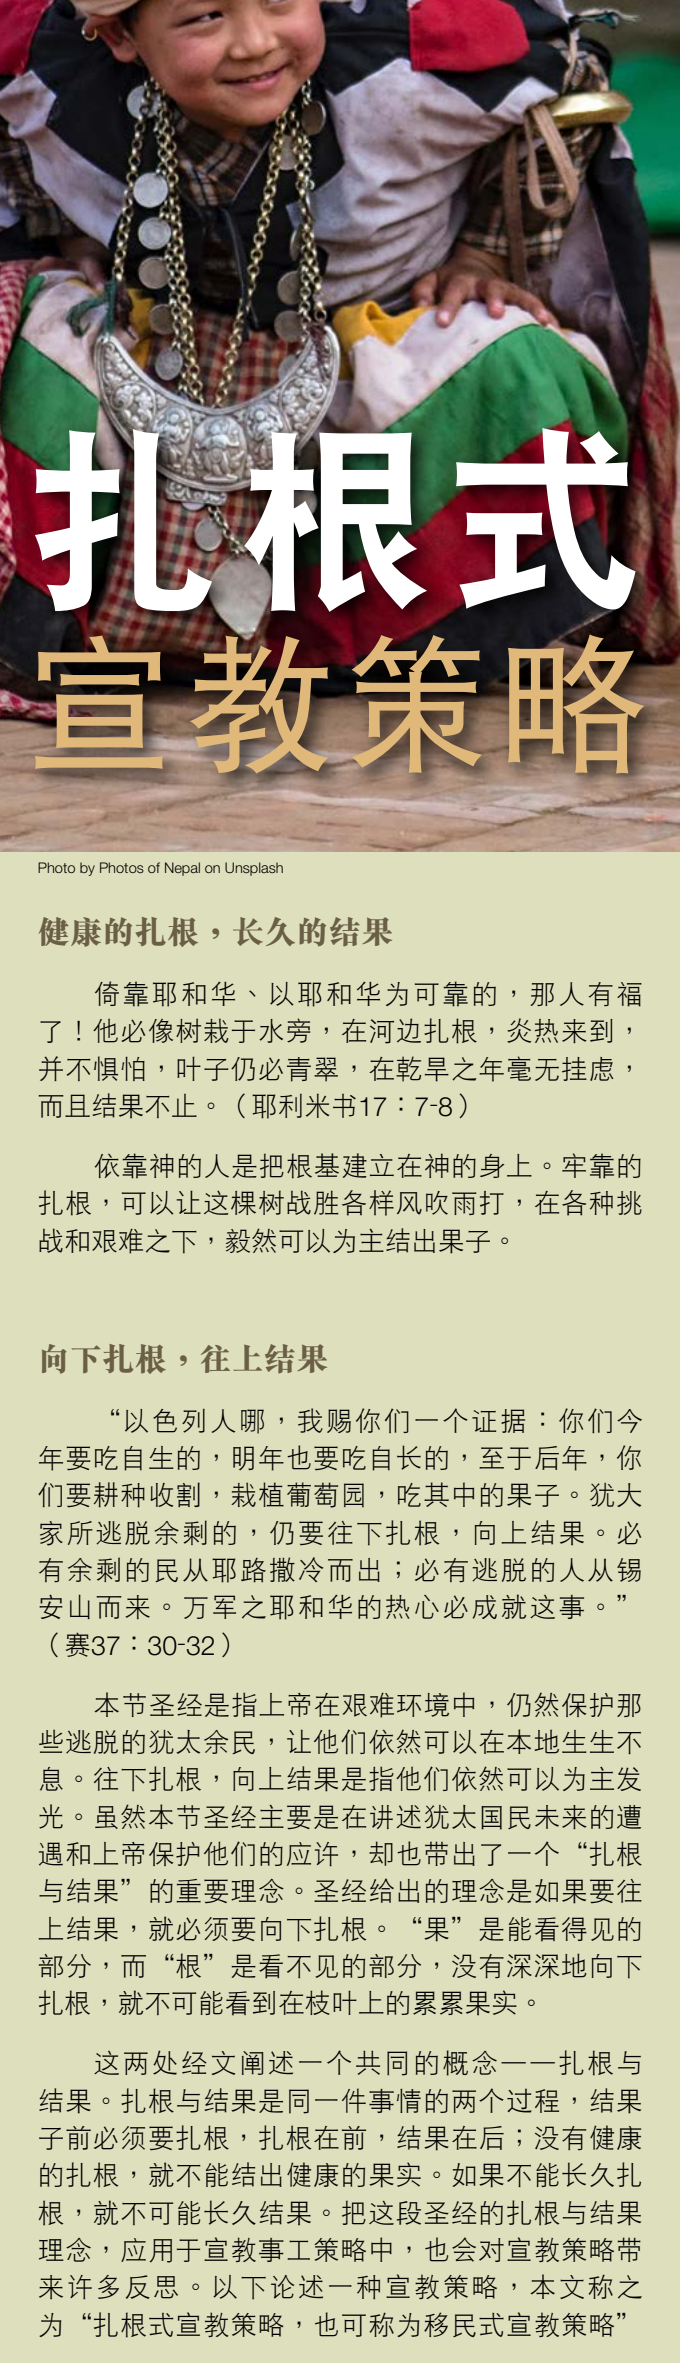 扎根式
宣教策略
Photo by Photos of Nepal on Unsplash
健康的扎根，长久的结果
倚靠耶和华、以耶和华为可靠的，那人有福
了！他必像树栽于水旁，在河边扎根，炎热来到，
并不惧怕，叶子仍必青翠，在乾旱之年毫无挂虑，
而且结果不止。（耶利米书17：7-8）
依靠神的人是把根基建立在神的身上。牢靠的
扎根，可以让这棵树战胜各样风吹雨打，在各种挑
战和艰难之下，毅然可以为主结出果子。
向下扎根，往上结果
“以色列人哪，我赐你们一个证据：你们今
年要吃自生的，明年也要吃自长的，至于后年，你
们要耕种收割，栽植葡萄园，吃其中的果子。犹大
家所逃脱余剩的，仍要往下扎根，向上结果。必
有余剩的民从耶路撒冷而出；必有逃脱的人从锡
安山而来。万军之耶和华的热心必成就这事。”
（赛37：30-32）
本节圣经是指上帝在艰难环境中，仍然保护那
些逃脱的犹太余民，让他们依然可以在本地生生不
息。往下扎根，向上结果是指他们依然可以为主发
光。虽然本节圣经主要是在讲述犹太国民未来的遭
遇和上帝保护他们的应许，却也带出了一个“扎根
与结果”的重要理念。圣经给出的理念是如果要往
上结果，就必须要向下扎根。“果”是能看得见的
部分，而“根”是看不见的部分，没有深深地向下
扎根，就不可能看到在枝叶上的累累果实。
这两处经文阐述一个共同的概念——扎根与
结果。扎根与结果是同一件事情的两个过程，结果
子前必须要扎根，扎根在前，结果在后；没有健康
的扎根，就不能结出健康的果实。如果不能长久扎
根，就不可能长久结果。把这段圣经的扎根与结果
理念，应用于宣教事工策略中，也会对宣教策略带
来许多反思。以下论述一种宣教策略，本文称之
为“扎根式宣教策略，也可称为移民式宣教策略”